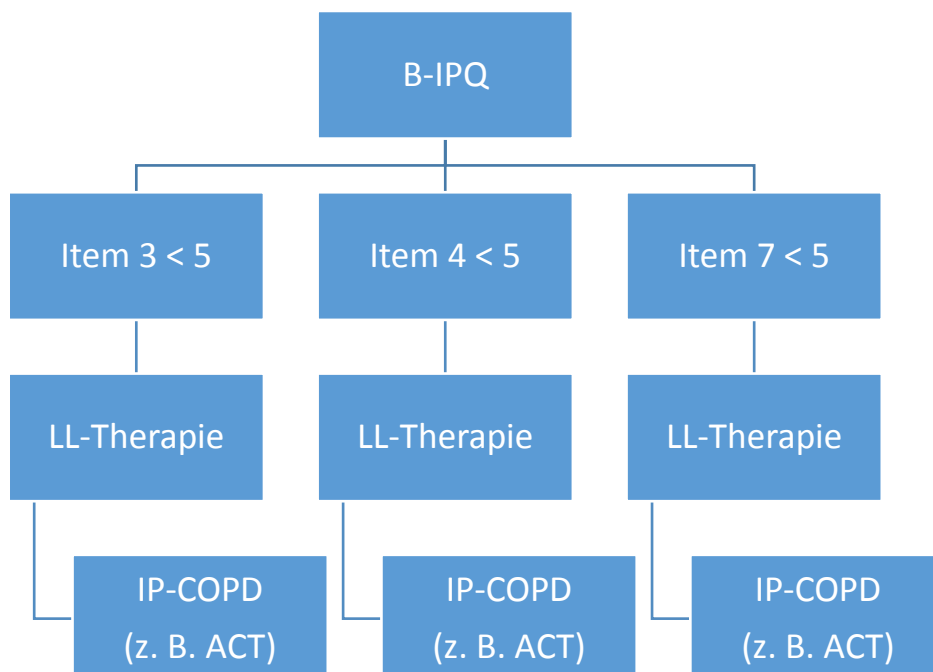 B-IPQ
Item 3 < 5
Item 4 < 5
Item 7 < 5
LL-Therapie
LL-Therapie
LL-Therapie
IP-COPD
(z. B. ACT)
IP-COPD
(z. B. ACT)
IP-COPD
(z. B. ACT)